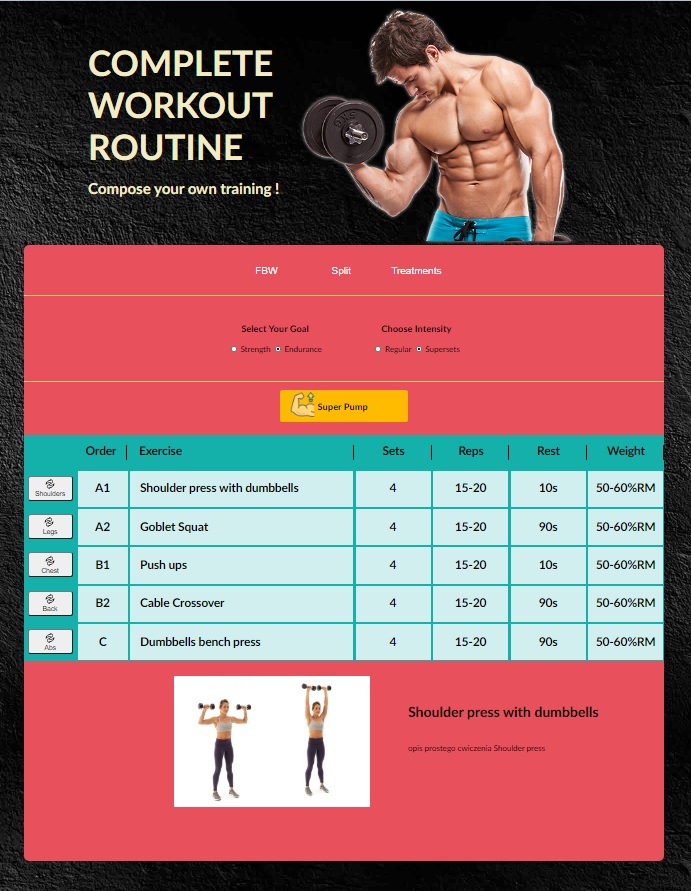 COMPLETE
WORKOUT
ROUTINE
Compose your own training !
FBW Split Treatments
Select Your Goal Choose Intensity
Strength Endurance Regular Supersets
Super Pump
Order Exercise Sets Reps Rest Weight
Shoulders A1 Shoulder press with dumbbells 4 15-20 10s 50-60%RM
Legs A2 Goblet Squat 4 15-20 90s 50-60%RM
Chest B1 Push ups 4 15-20 10s 50-60%RM
Back B2 Cable Crossover 4 15-20 90s 50-60%RM
Abs C Dumbbells bench press 4 15-20 90s 50-60%RM
Shoulder press with dumbbells
opis prostego cwiczenia Shoulder press